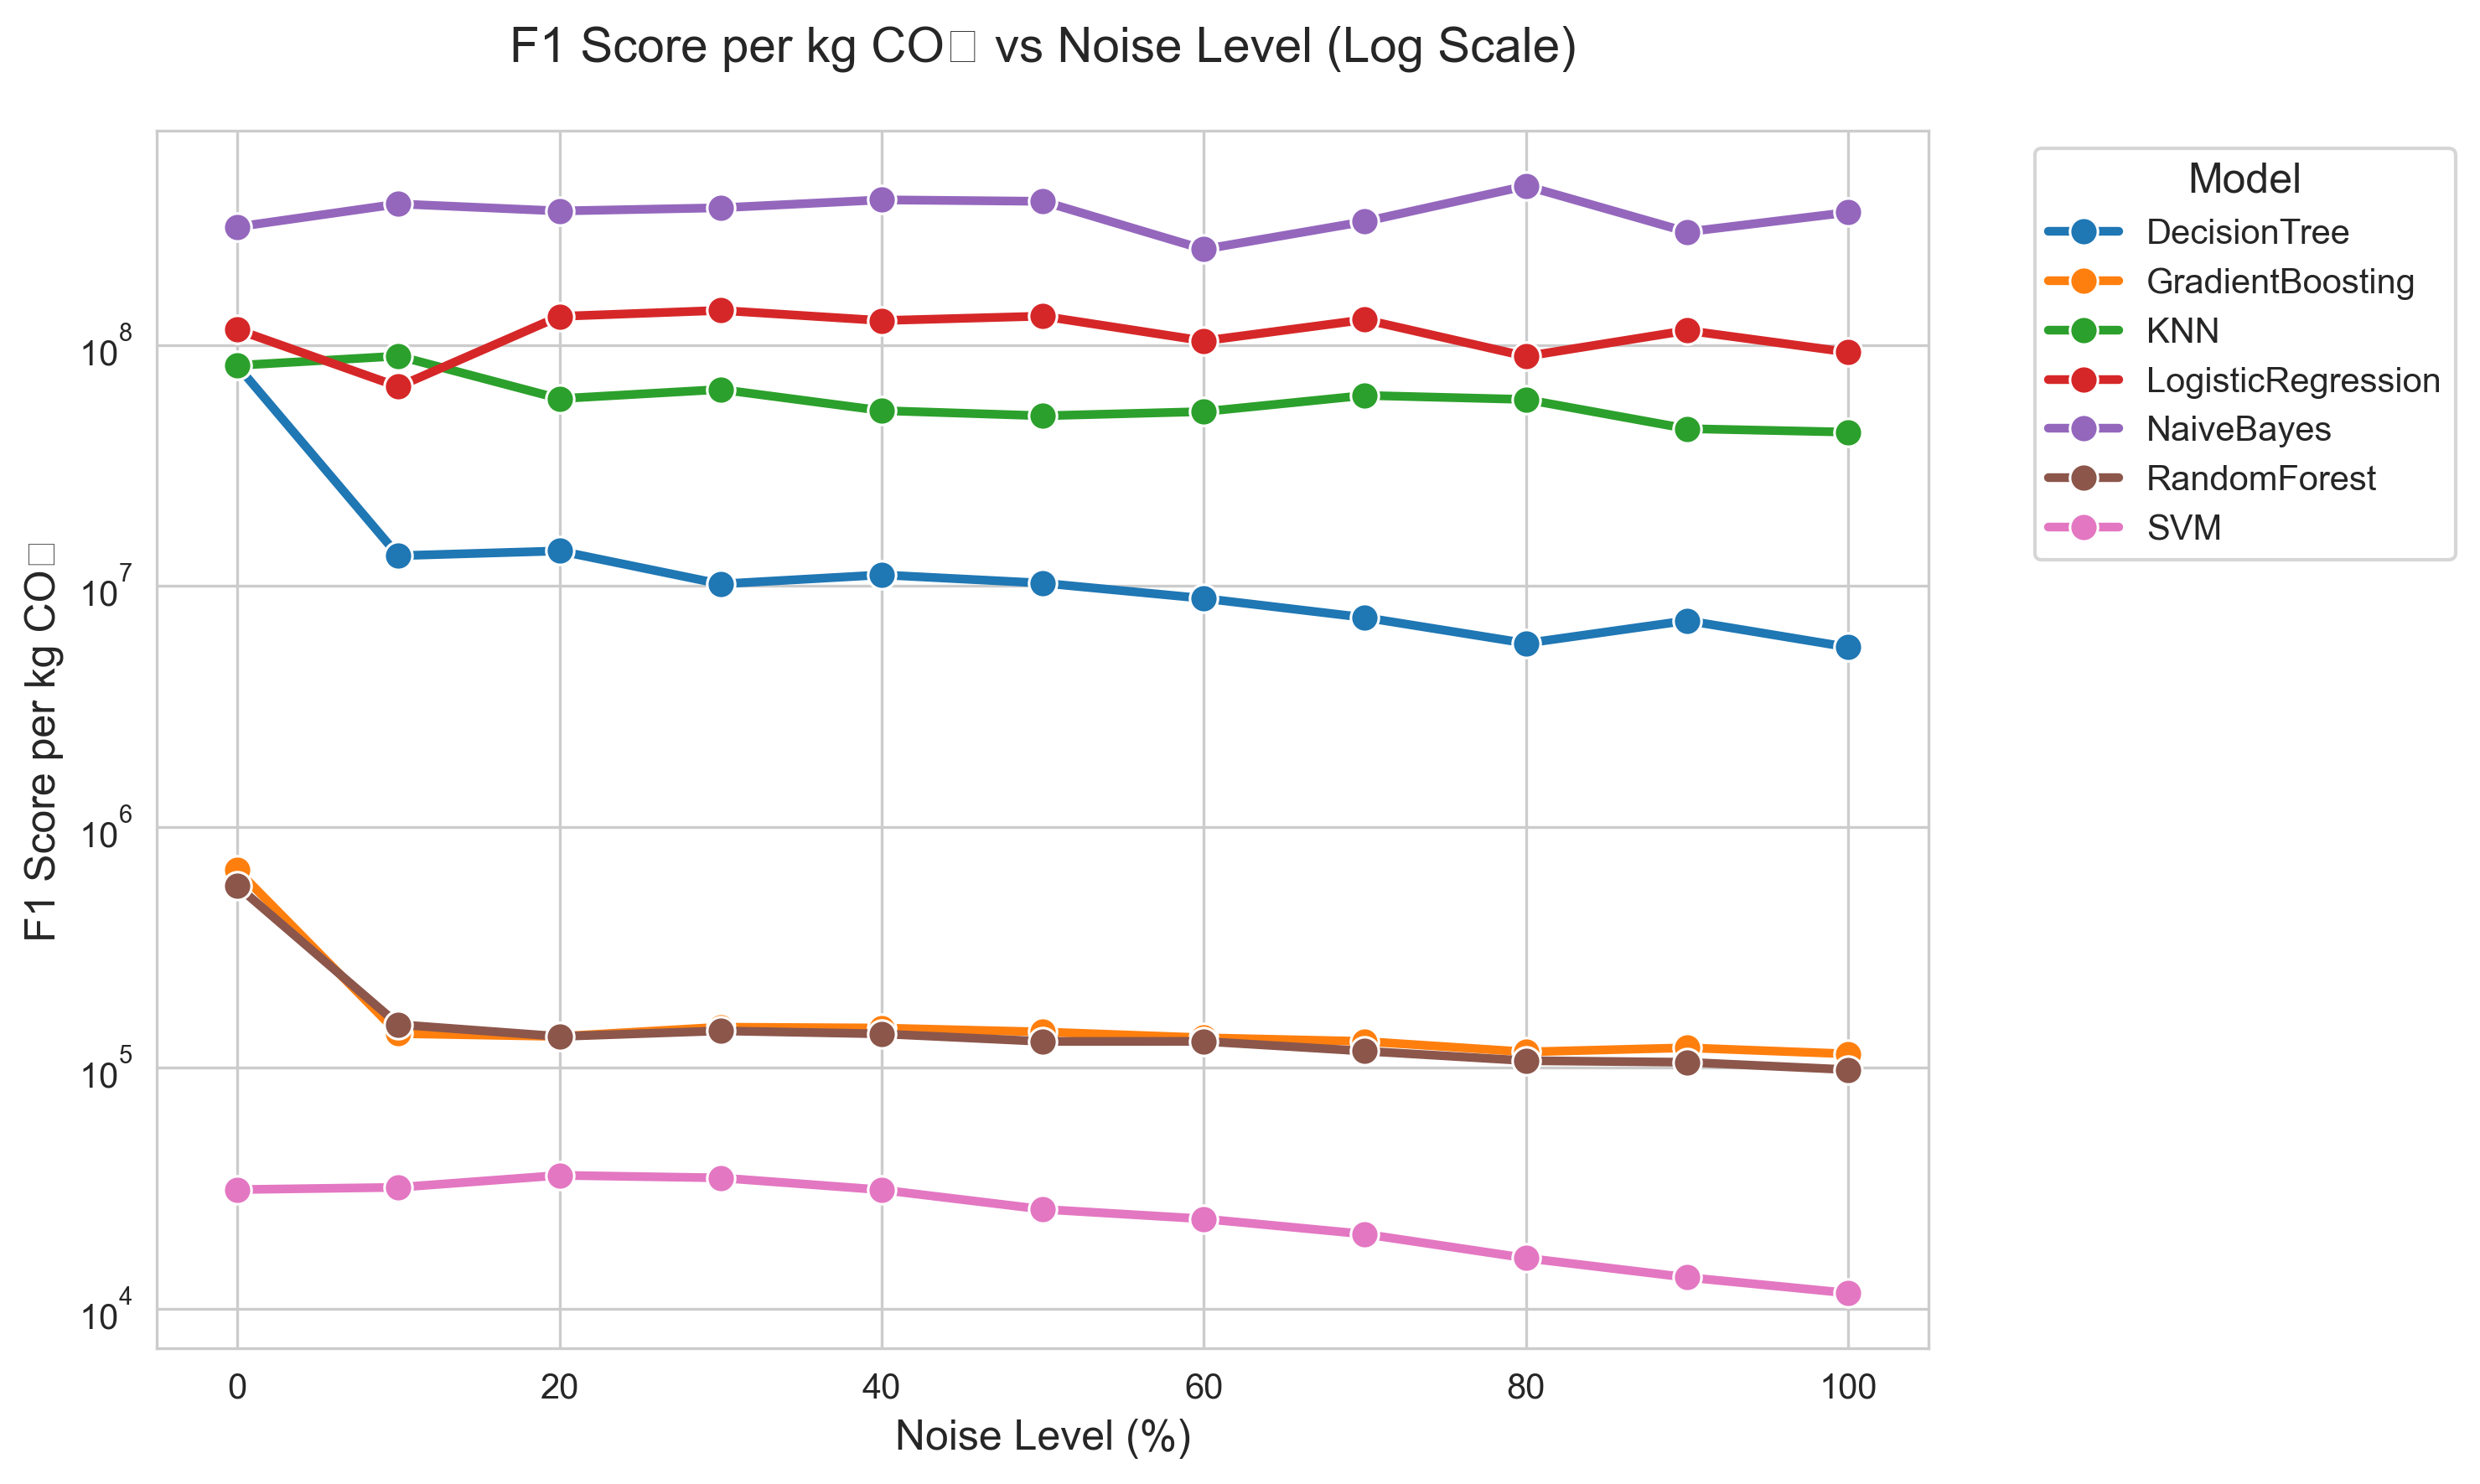 F1 Score per kg CO□ vs Noise Level (Log Scale)
F1 Score per kg CO□
10⁸
10⁷
10⁶
10⁵
10⁴
0 20 40 60 80 100
Noise Level (%)
Model
DecisionTree
GradientBoosting
KNN
LogisticRegression
NaiveBayes
RandomForest
SVM